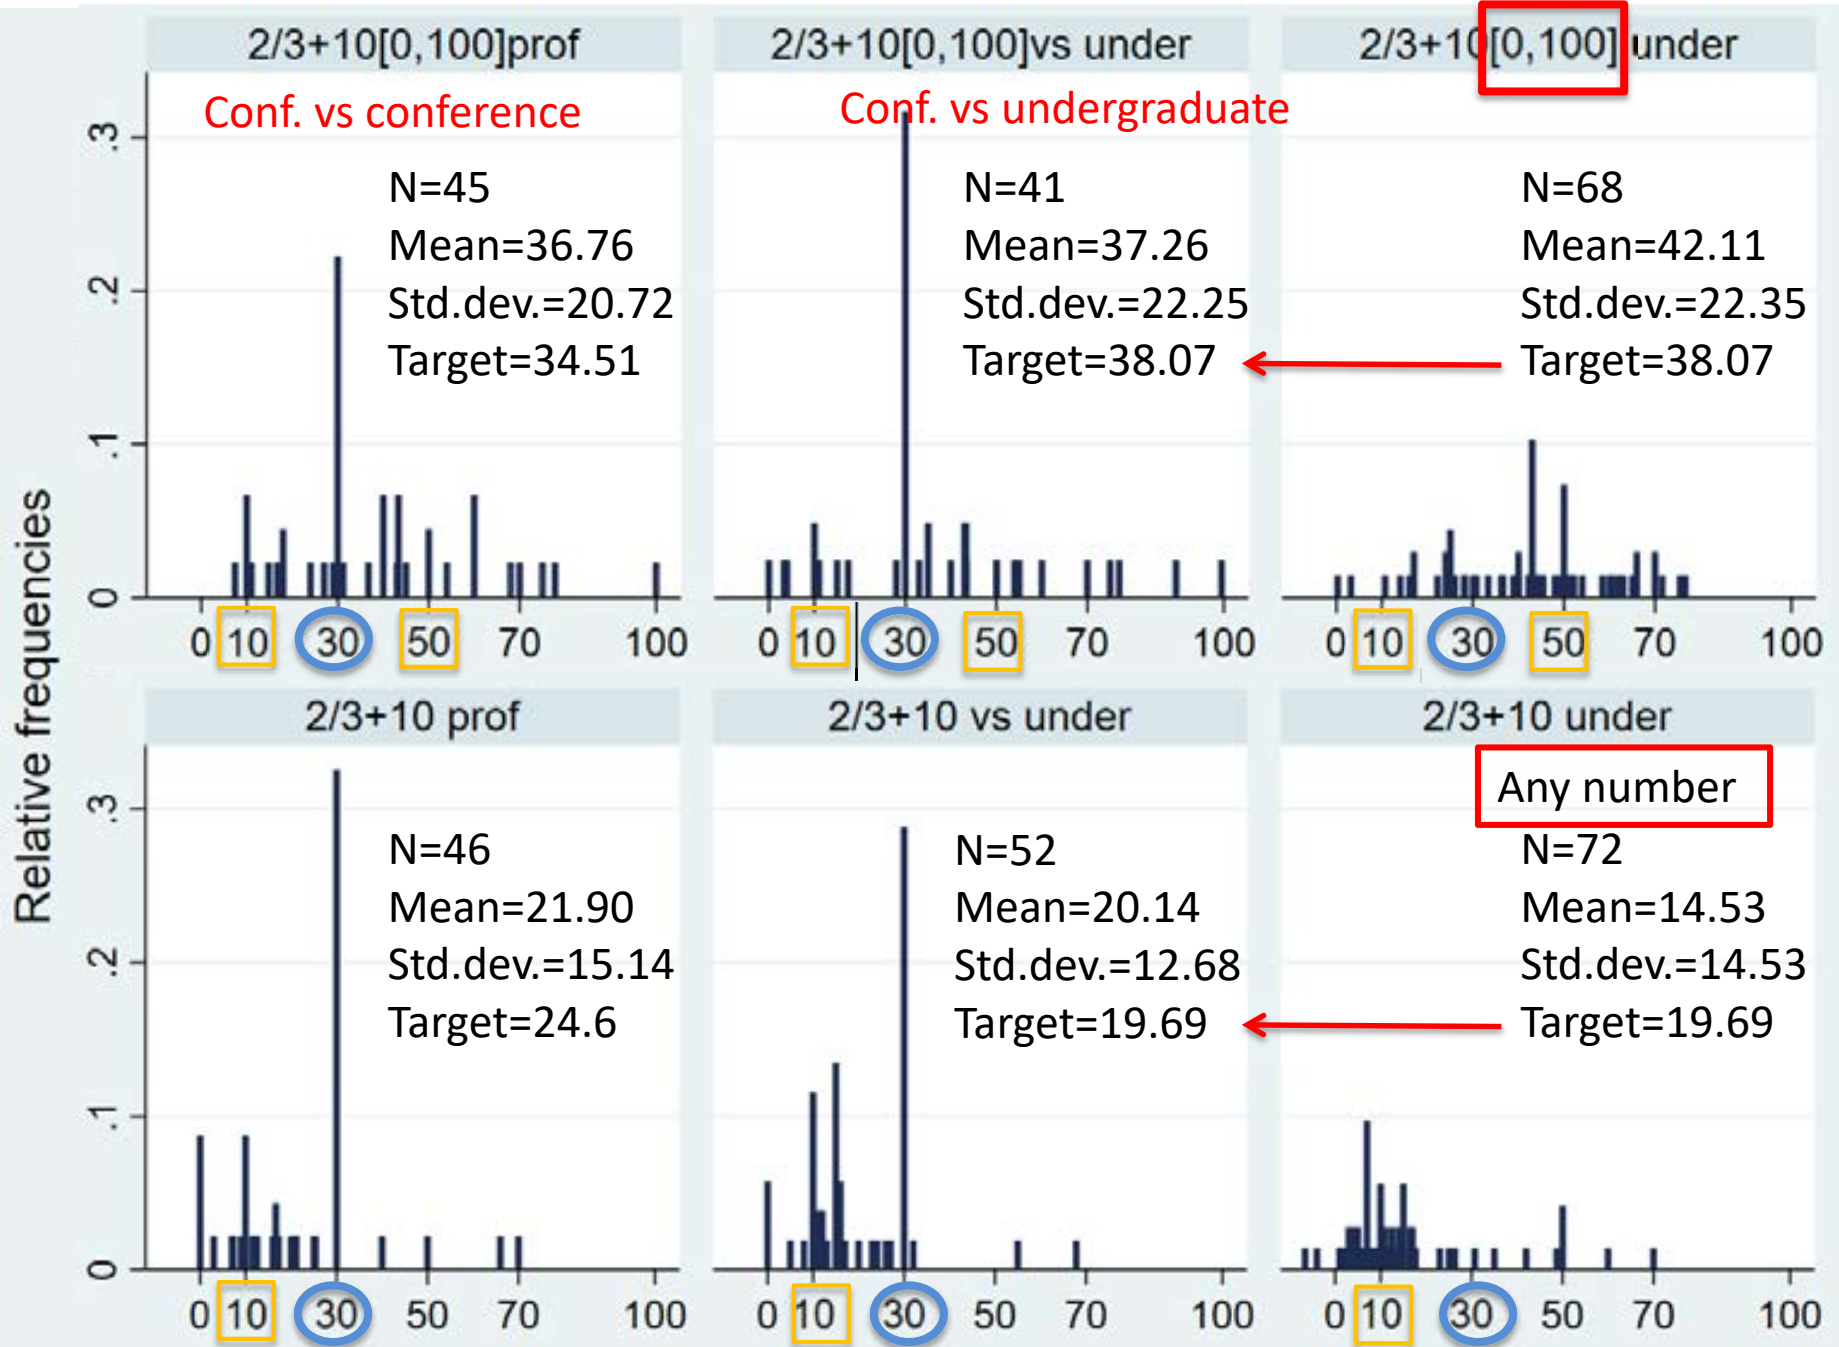 2/3+10[0,100]prof
Conf. vs conference
N=45
Mean=36.76
Std.dev.=20.72
Target=34.51
2/3+10[0,100]vs under
Conf. vs undergraduate
N=41
Mean=37.26
Std.dev.=22.25
Target=38.07
2/3+10[0,100] under
N=68
Mean=42.11
Std.dev.=22.35
Target=38.07
Relative frequencies
.3
.2
.1
0
0 10 30 50 70 100
0 10 30 50 70 100
0 10 30 50 70 100
2/3+10 prof
N=46
Mean=21.90
Std.dev.=15.14
Target=24.6
2/3+10 vs under
N=52
Mean=20.14
Std.dev.=12.68
Target=19.69
2/3+10 under
Any number
N=72
Mean=14.53
Std.dev.=14.53
Target=19.69
.3
.2
.1
0
0 10 30 50 70 100
0 10 30 50 70 100
0 10 30 50 70 100